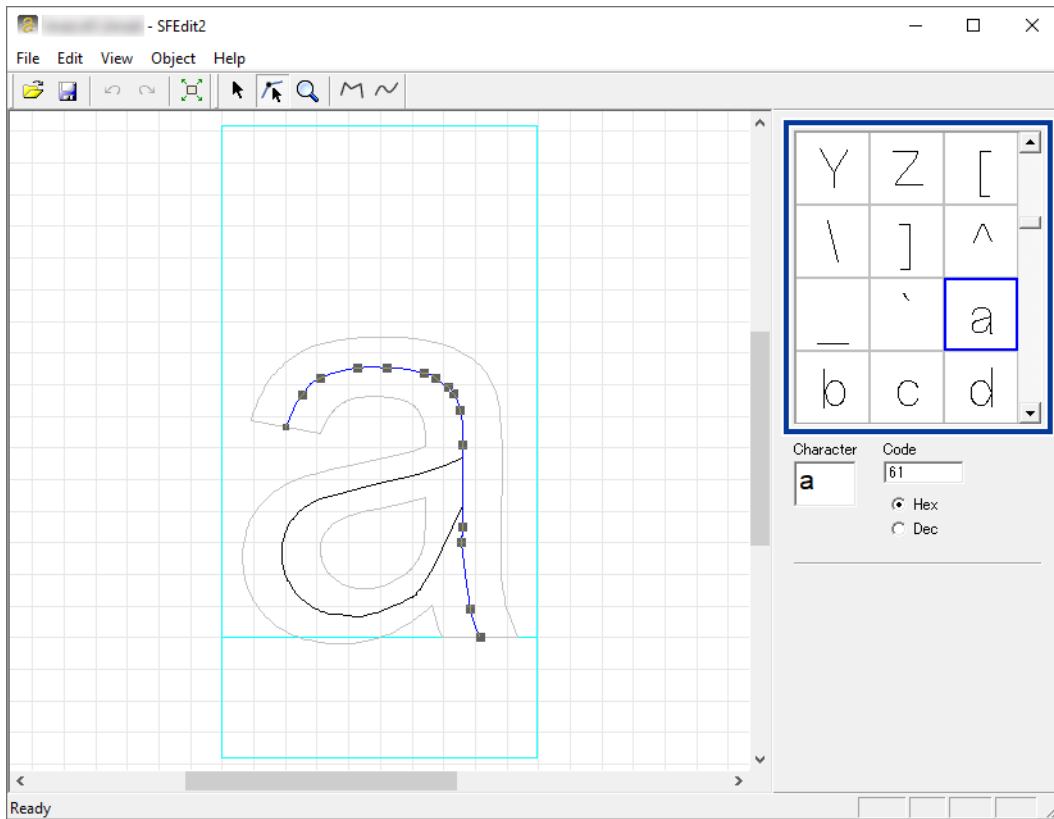 - SFEdit2
File Edit View Object Help
Y Z [
\ ] ^
_ ` a
b c d
Character Code
a 61
Hex
Dec
a
Ready